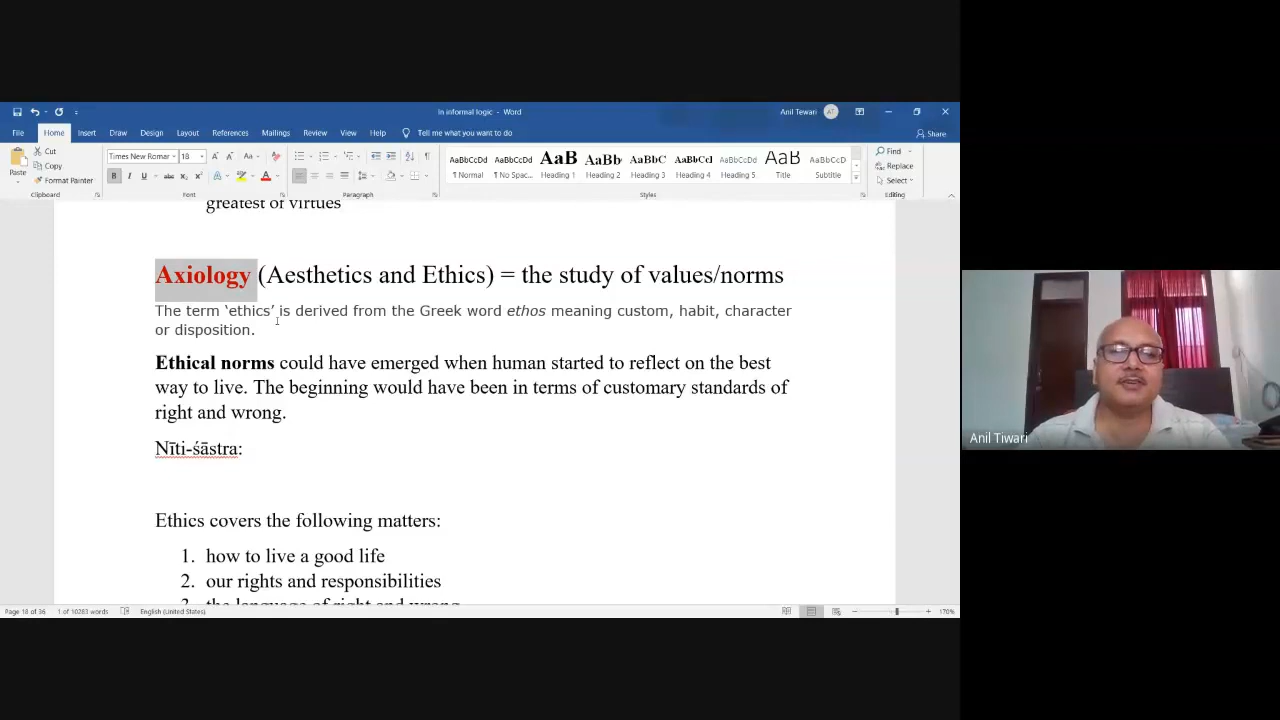 In informal logic - Word
Anil Tewari
AT
File Home Insert Draw Design Layout References Mailings Review View Help Tell me what you want to do
Share
Paste
Cut
Copy
Format Painter
Clipboard
Times New Romar 18
Font
Paragraph
AaBbCcDd AaBbCcDd AaB AaBb( AaBbC AaBbCcI AaBbCcDd AaB AaBbCcD
¶ Normal ¶ No Spac... Heading 1 Heading 2 Heading 3 Heading 4 Heading 5 Title Subtitle
Styles
Find
Replace
Select
Editing
greatest of virtues
Axiology (Aesthetics and Ethics) = the study of values/norms
The term ‘ethics’ is derived from the Greek word ethos meaning custom, habit, character
or disposition.
Ethical norms could have emerged when human started to reflect on the best
way to live. The beginning would have been in terms of customary standards of
right and wrong.
Nīti-śāstra:
Ethics covers the following matters:
1. how to live a good life
2. our rights and responsibilities
3. the language of right and wrong
Page 18 of 36 1 of 10283 words English (United States)
170%
Anil Tiwari